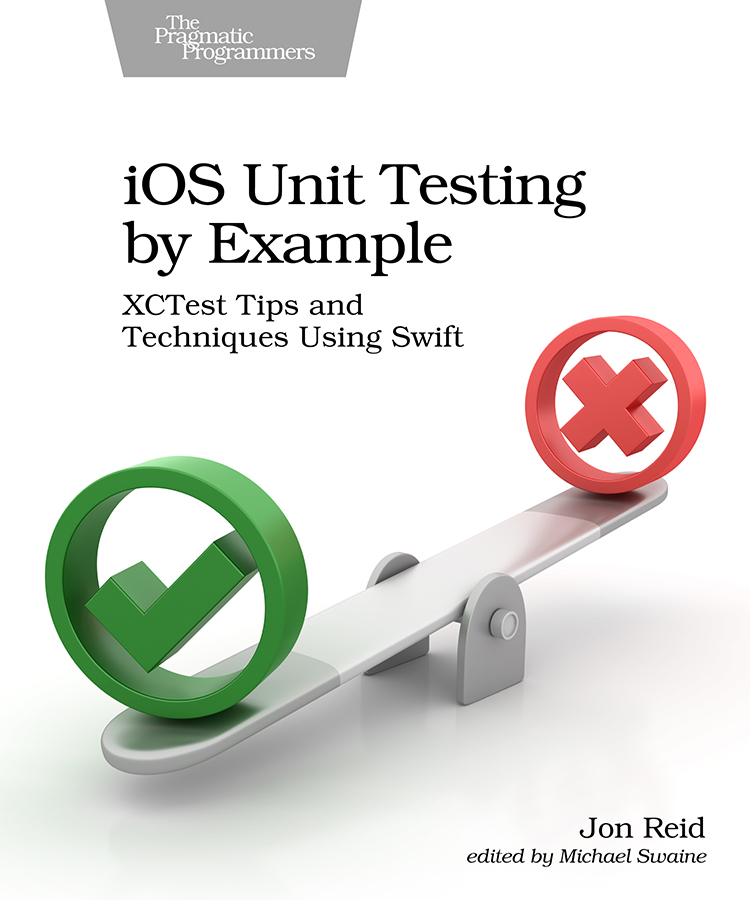 The
Pragmatic
Programmers
iOS Unit Testing
by Example
XCTest Tips and
Techniques Using Swift
Jon Reid
edited by Michael Swaine